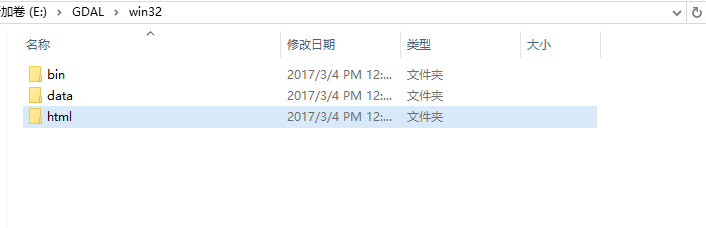 加卷 (E:) > GDAL > win32
名称 修改日期 类型 大小
bin 2017/3/4 PM 12:... 文件夹
data 2017/3/4 PM 12:... 文件夹
html 2017/3/4 PM 12:... 文件夹